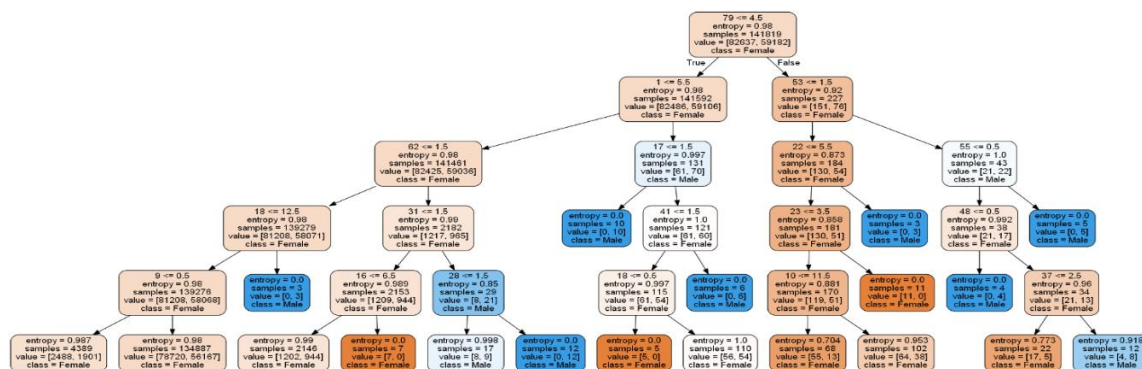 79 <= 4.5
entropy = 0.98
samples = 141819
value = [82637, 59182]
class = Female
True
False
1 <= 5.5
entropy = 0.98
samples = 141592
value = [82486, 59106]
class = Female
53 <= 1.5
entropy = 0.92
samples = 227
value = [151, 76]
class = Female
62 <= 1.5
entropy = 0.98
samples = 141461
value = [82425, 59036]
class = Female
17 <= 1.5
entropy = 0.997
samples = 131
value = [61, 70]
class = Male
22 <= 5.5
entropy = 0.873
samples = 184
value = [130, 54]
class = Female
55 <= 0.5
entropy = 1.0
samples = 43
value = [21, 22]
class = Male
18 <= 12.5
entropy = 0.98
samples = 139279
value = [81208, 58071]
class = Female
31 <= 1.5
entropy = 0.99
samples = 2182
value = [1217, 965]
class = Female
entropy = 0.0
samples = 10
value = [0, 10]
class = Male
41 <= 1.5
entropy = 1.0
samples = 121
value = [61, 60]
class = Female
23 <= 3.5
entropy = 0.858
samples = 181
value = [130, 51]
class = Female
entropy = 0.0
samples = 3
value = [0, 3]
class = Male
48 <= 0.5
entropy = 0.992
samples = 38
value = [21, 17]
class = Female
entropy = 0.0
samples = 5
value = [0, 5]
class = Male
9 <= 0.5
entropy = 0.98
samples = 139276
value = [81208, 58068]
class = Female
entropy = 0.0
samples = 3
value = [0, 3]
class = Male
16 <= 6.5
entropy = 0.989
samples = 2153
value = [1209, 944]
class = Female
28 <= 1.5
entropy = 0.85
samples = 29
value = [8, 21]
class = Male
18 <= 0.5
entropy = 0.997
samples = 115
value = [61, 54]
class = Female
entropy = 0.0
samples = 6
value = [0, 6]
class = Male
10 <= 11.5
entropy = 0.881
samples = 170
value = [119, 51]
class = Female
entropy = 0.0
samples = 11
value = [11, 0]
class = Female
entropy = 0.0
samples = 4
value = [0, 4]
class = Male
37 <= 2.5
entropy = 0.96
samples = 34
value = [21, 13]
class = Female
entropy = 0.987
samples = 4389
value = [2488, 1901]
class = Female
entropy = 0.98
samples = 134887
value = [78720, 56167]
class = Female
entropy = 0.99
samples = 2146
value = [1202, 944]
class = Female
entropy = 0.0
samples = 7
value = [7, 0]
class = Female
entropy = 0.998
samples = 17
value = [8, 9]
class = Male
entropy = 0.0
samples = 12
value = [0, 12]
class = Male
entropy = 0.0
samples = 5
value = [5, 0]
class = Female
entropy = 1.0
samples = 110
value = [56, 54]
class = Female
entropy = 0.704
samples = 68
value = [55, 13]
class = Female
entropy = 0.953
samples = 102
value = [64, 38]
class = Female
entropy = 0.773
samples = 22
value = [17, 5]
class = Female
entropy = 0.918
samples = 12
value = [4, 8]
class = Male